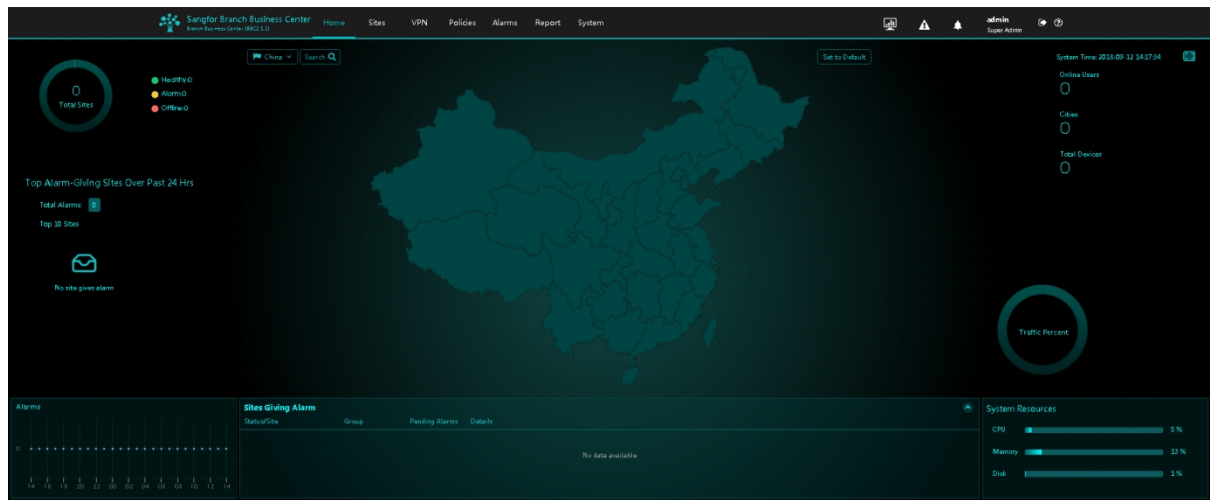 Sangfor Branch Business Center
Branch Business Center (BBC2.5.1)
Home Sites VPN Policies Alarms Report System
admin
Super Admin
China Search
Set to Default
System Time: 2018-09-12 14:17:34
0
Total Sites
Healthy:0
Alarm:0
Offline:0
Online Users
0
Cities
0
Total Devices
0
Top Alarm-Giving Sites Over Past 24 Hrs
Total Alarms 0
Top 10 Sites
No site gives alarm
Traffic Percent
Alarms
0
14 16 18 20 22 00 02 04 06 08 10 12 14
Sites Giving Alarm
Status/Site Group Pending Alarms Details
No data available
System Resources
CPU 5 %
Memory 13 %
Disk 1 %